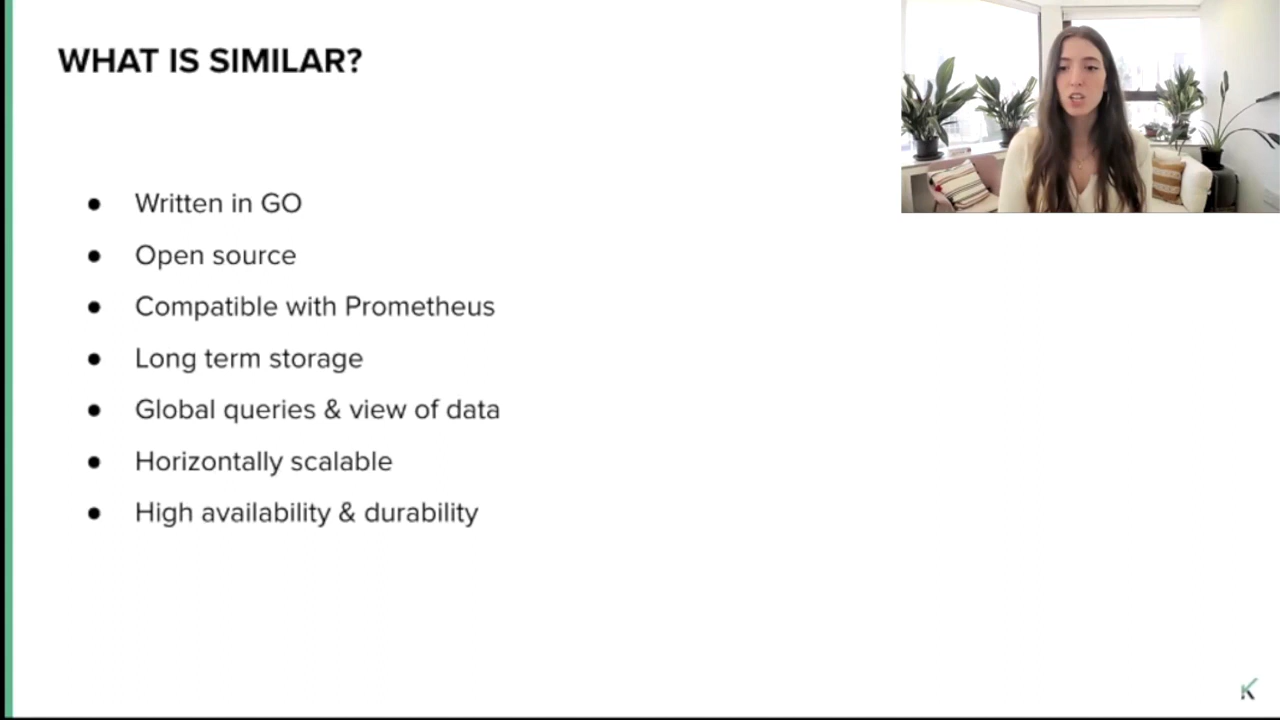 WHAT IS SIMILAR?
● Written in GO
● Open source
● Compatible with Prometheus
● Long term storage
● Global queries & view of data
● Horizontally scalable
● High availability & durability
K